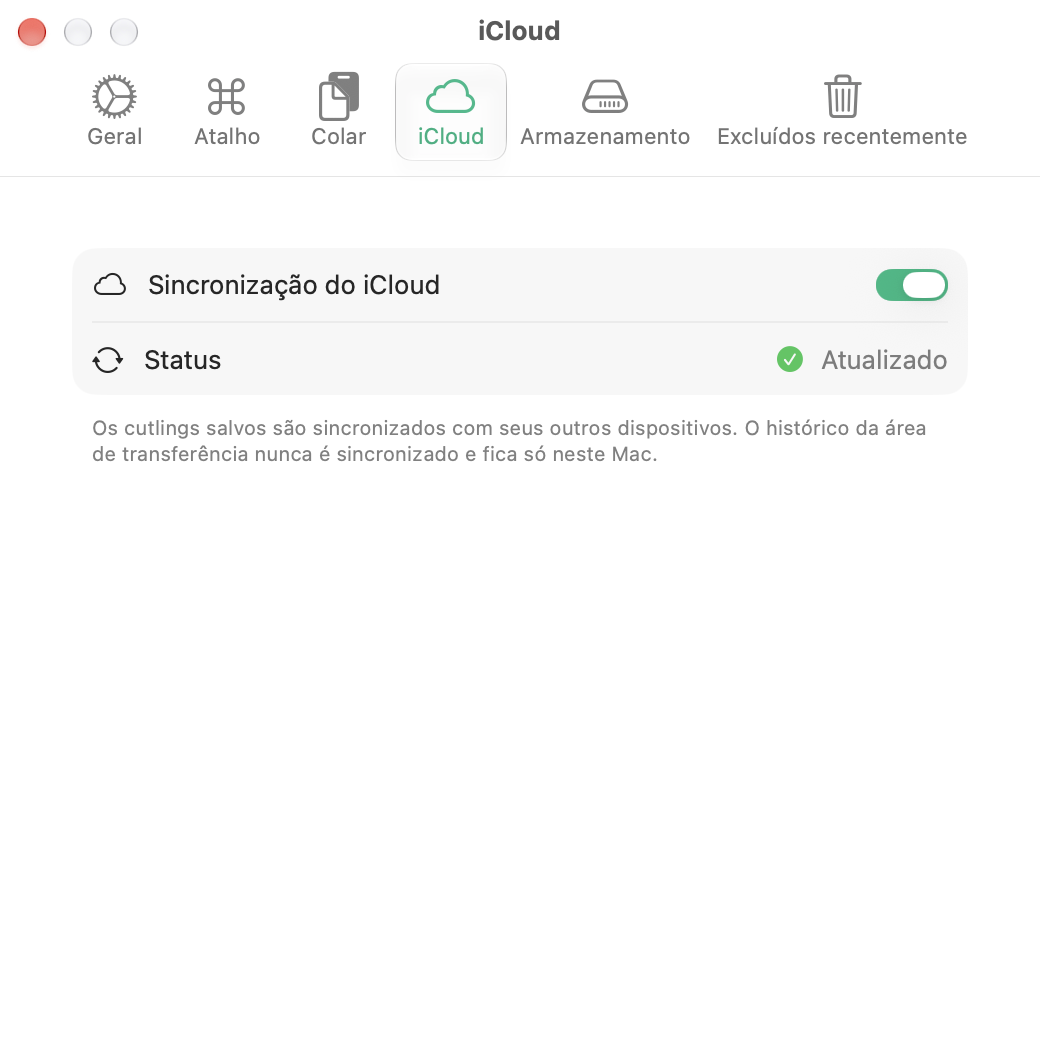 iCloud
Geral
Atalho
Colar
iCloud
Armazenamento
Excluídos recentemente
Sincronização do iCloud
Status
Atualizado
Os cutlings salvos são sincronizados com seus outros dispositivos. O histórico da área
de transferência nunca é sincronizado e fica só neste Mac.